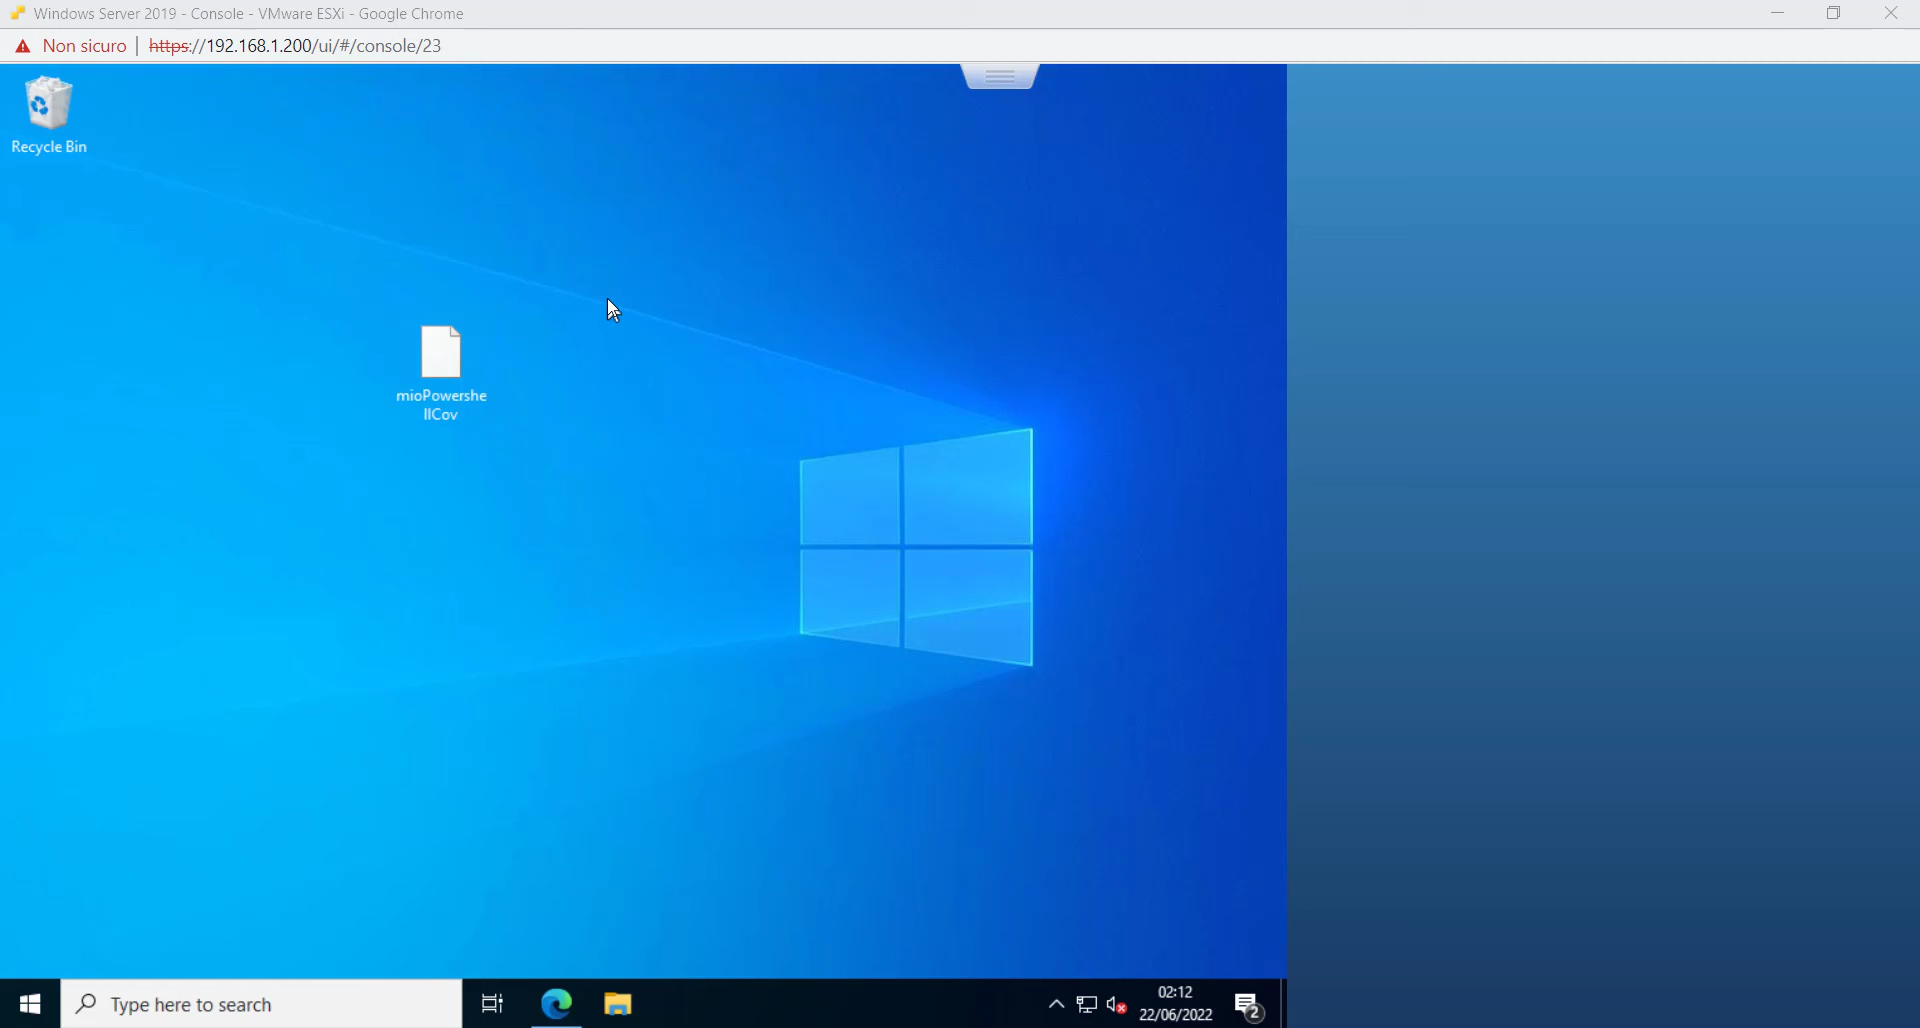 Windows Server 2019 - Console - VMware ESXi - Google Chrome
Non sicuro | https://192.168.1.200/ui/#/console/23
Recycle Bin
mioPowershe
llCov
Type here to search
02:12
22/06/2022
2